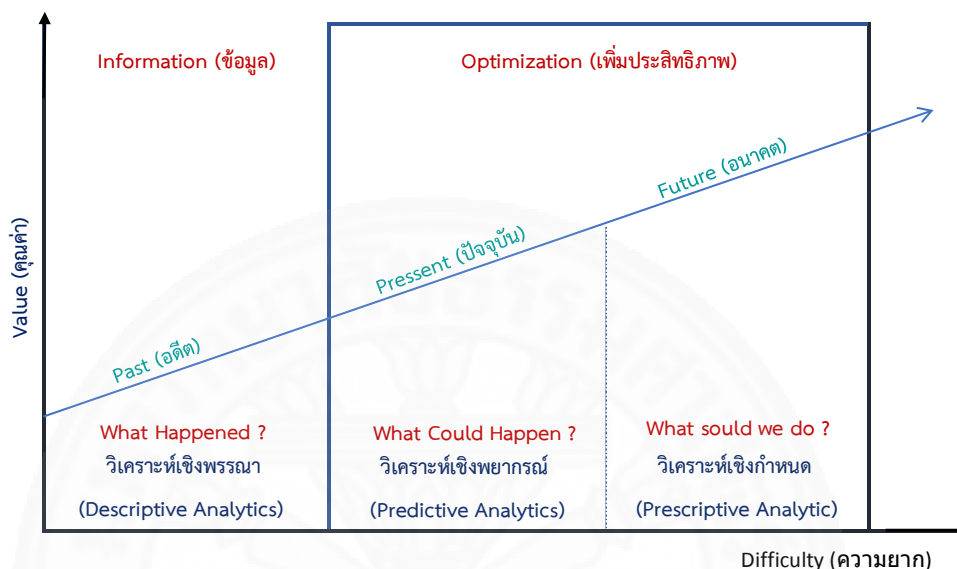 Information (ข้อมูล)
Optimization (เพิ่มประสิทธิภาพ)
Future (อนาคต)
Pressent (ปัจจุบัน)
Past (อดีต)
Value (คุณค่า)
What Happened ?
วิเคราะห์เชิงพรรณา
(Descriptive Analytics)
What Could Happen ?
วิเคราะห์เชิงพยากรณ์
(Predictive Analytics)
What sould we do ?
วิเคราะห์เชิงกำหนด
(Prescriptive Analytic)
Difficulty (ความยาก)